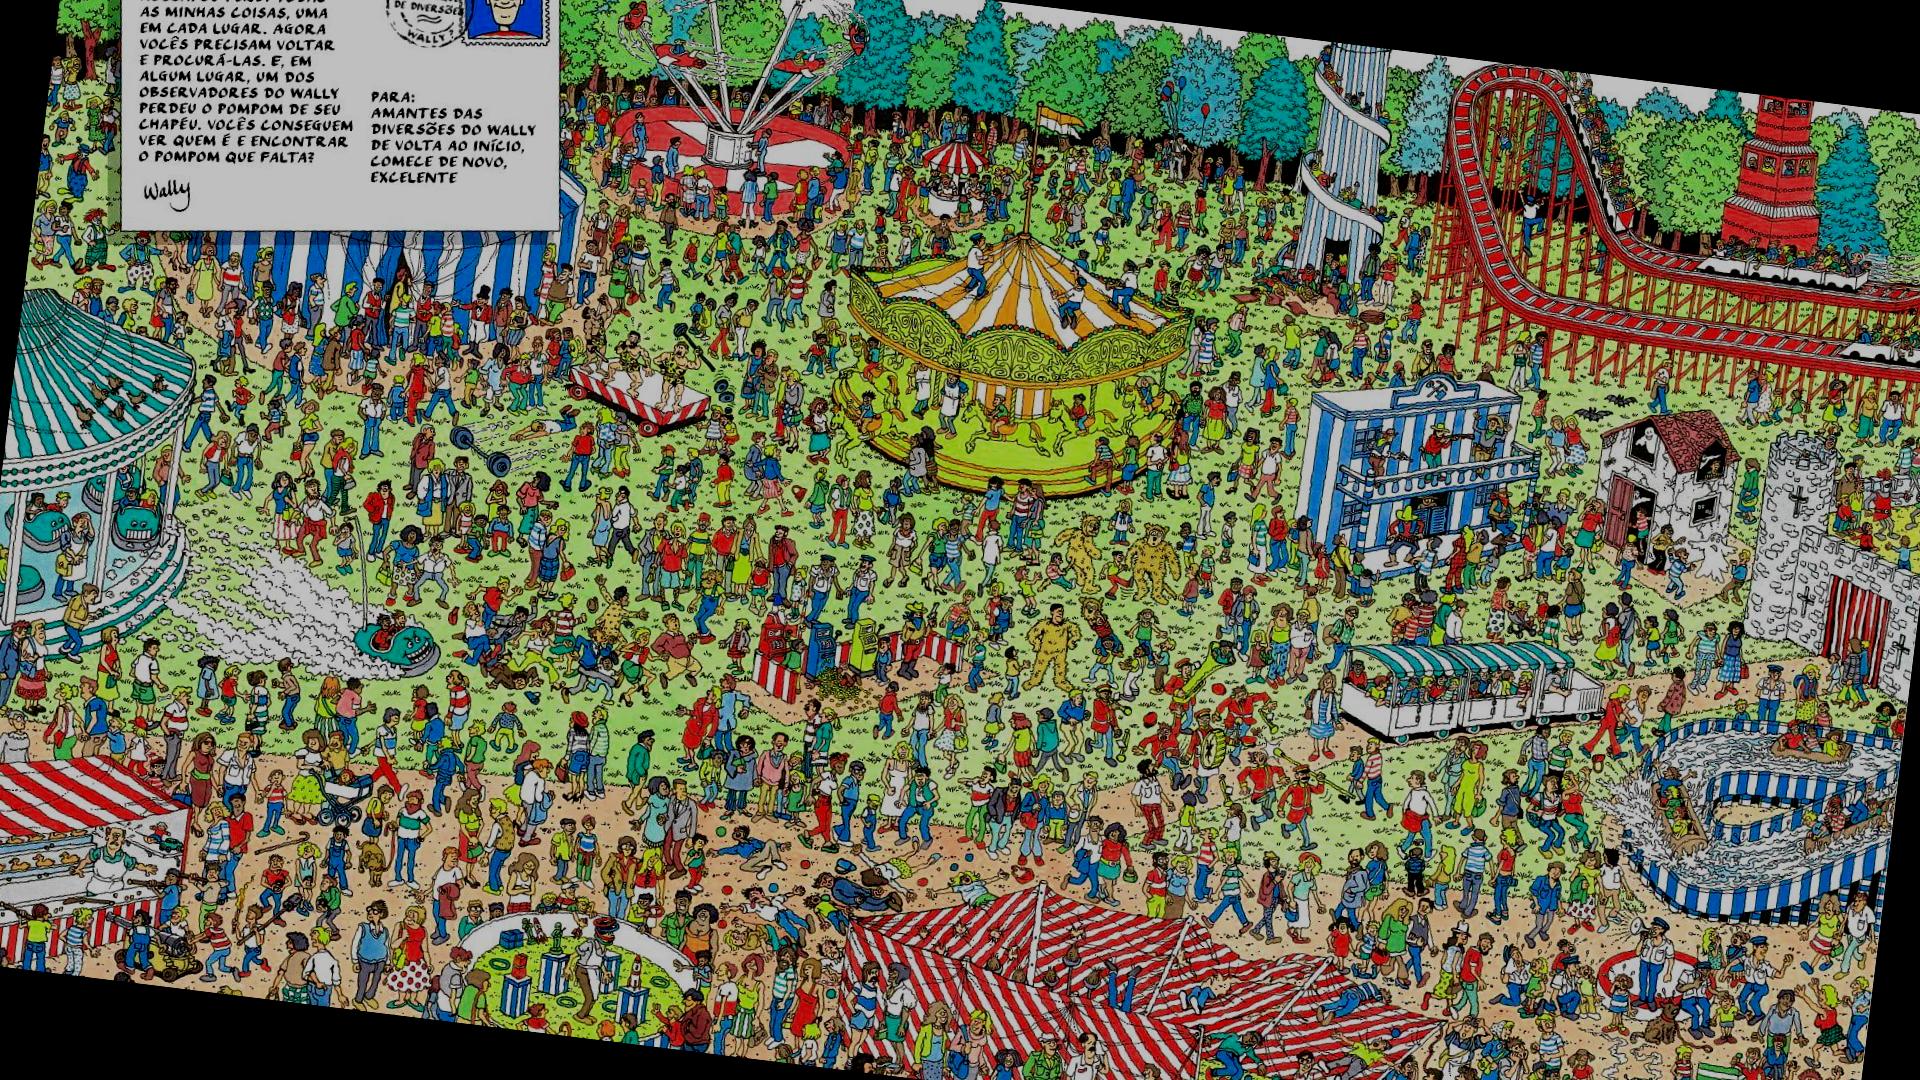 AS MINHAS COISAS, UMA
EM CADA LUGAR. AGORA
VOCÊS PRECISAM VOLTAR
E PROCURÁ-LAS. E, EM
ALGUM LUGAR, UM DOS
OBSERVADORES DO WALLY
PERDEU O POMPOM DE SEU
CHAPÉU. VOCÊS CONSEGUEM
VER QUEM É E ENCONTRAR
O POMPOM QUE FALTA?
Wally
DE DIVERSÕES
WALLY?
PARA:
AMANTES DAS
DIVERSÕES DO WALLY
DE VOLTA AO INÍCIO,
COMECE DE NOVO,
EXCELENTE